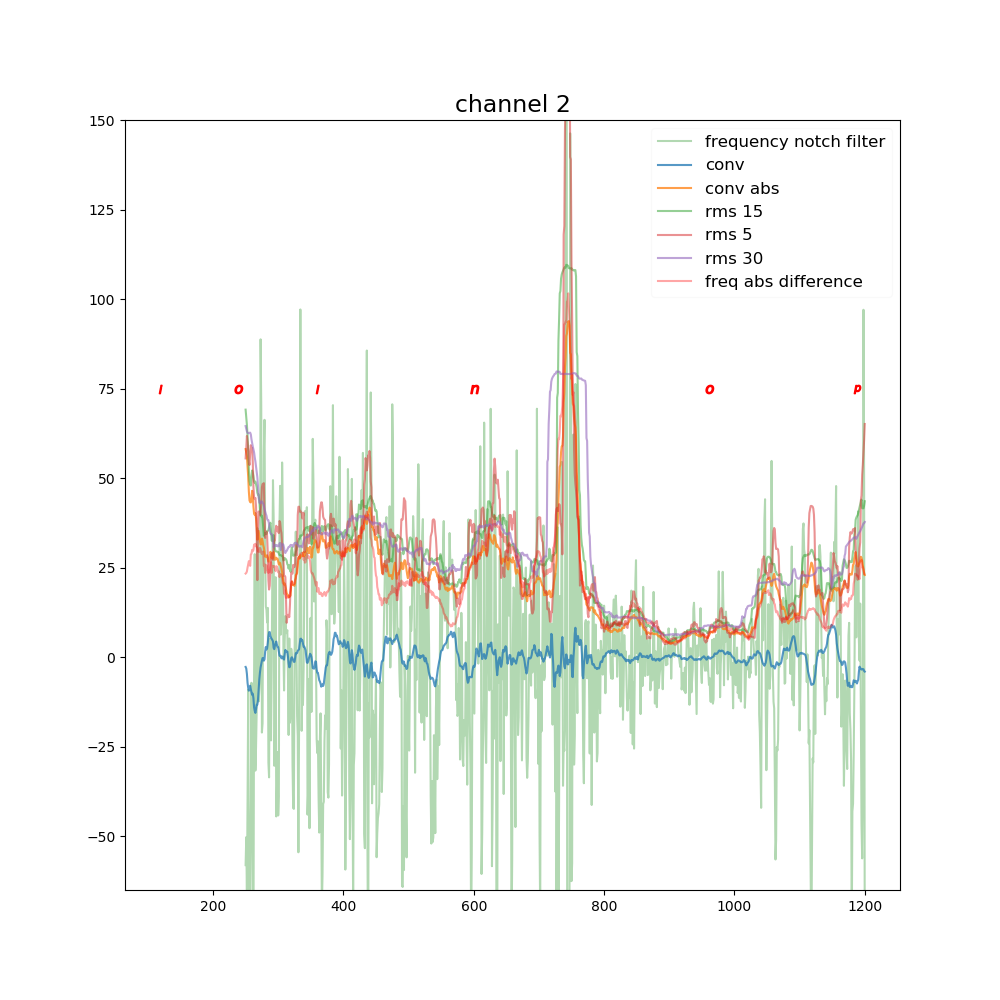 channel 2
150
125
100
75
50
25
0
−25
−50
frequency notch filter
conv
conv abs
rms 15
rms 5
rms 30
freq abs difference
ı o ı n o p
200 400 600 800 1000 1200